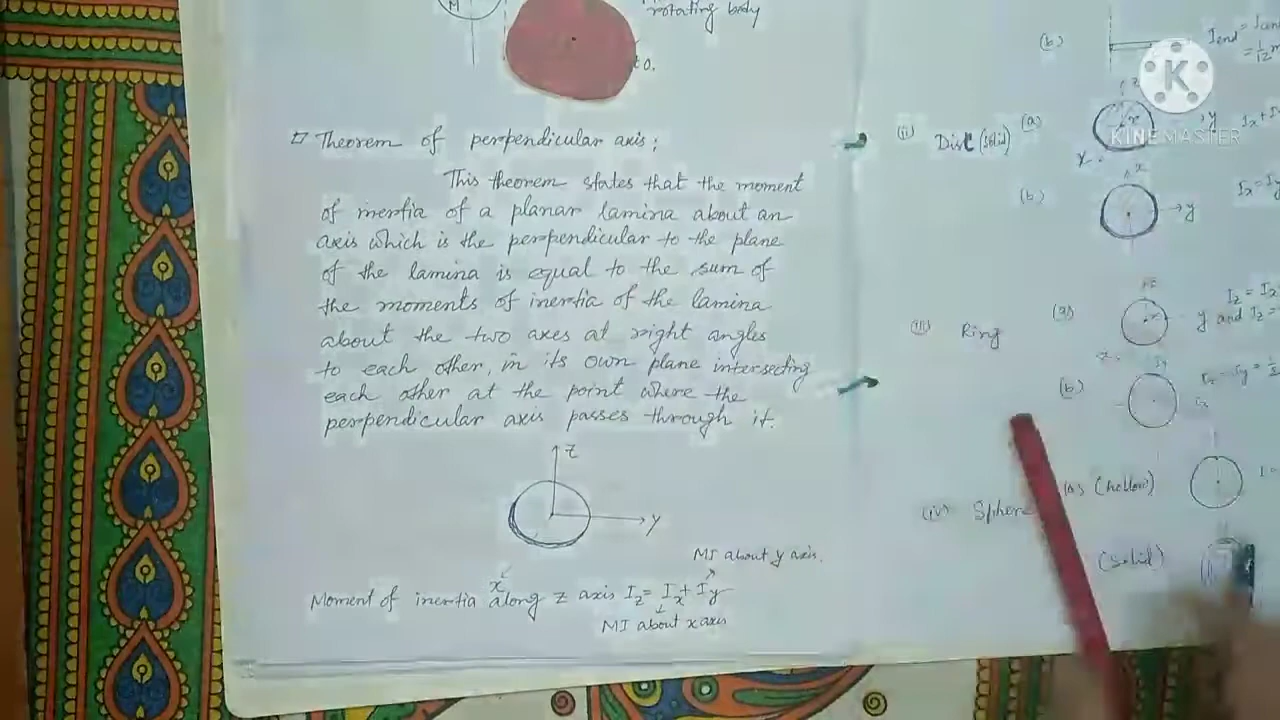 M
rotating body
0.
Theorem of perpendicular axis;
This theorem states that the moment
of inertia of a planar lamina about an
axis which is the perpendicular to the plane
of the lamina is equal to the sum of
the moments of inertia of the lamina
about the two axes at right angles
to each other, in its own plane intersecting
each other at the point where the
perpendicular axis passes through it.
z
y
x
MI about y axis.
Moment of inertia along z axis Iz= Ix+ Iy
MI about x axis
(b)
K
KINEMASTER
(ii) Disc (Solid) (a)
y
x
(b)
y
(iii) Ring (a)
y and Iz =
(b)
(iv) Sphere (a) (hollow)
(Solid)